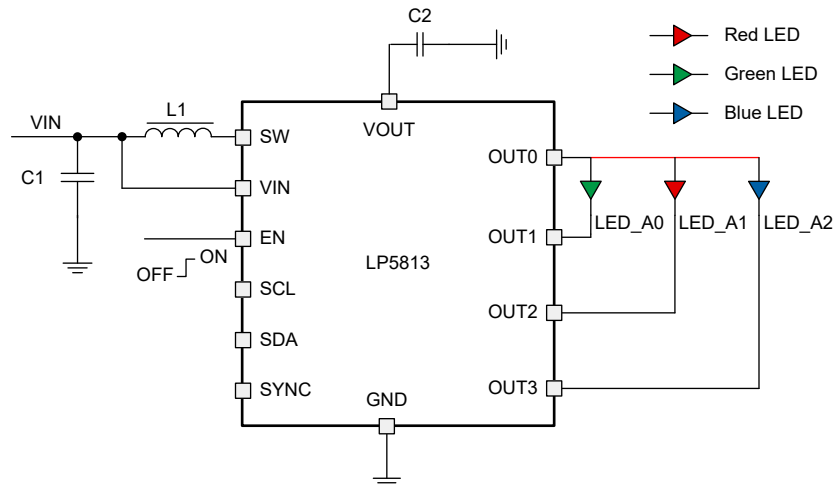 C2
Red LED
Green LED
Blue LED
VIN
L1
C1
SW
VOUT
OUT0
VIN
LED_A0
LED_A1
LED_A2
EN
OUT1
OFF
ON
LP5813
SCL
OUT2
SDA
SYNC
GND
OUT3